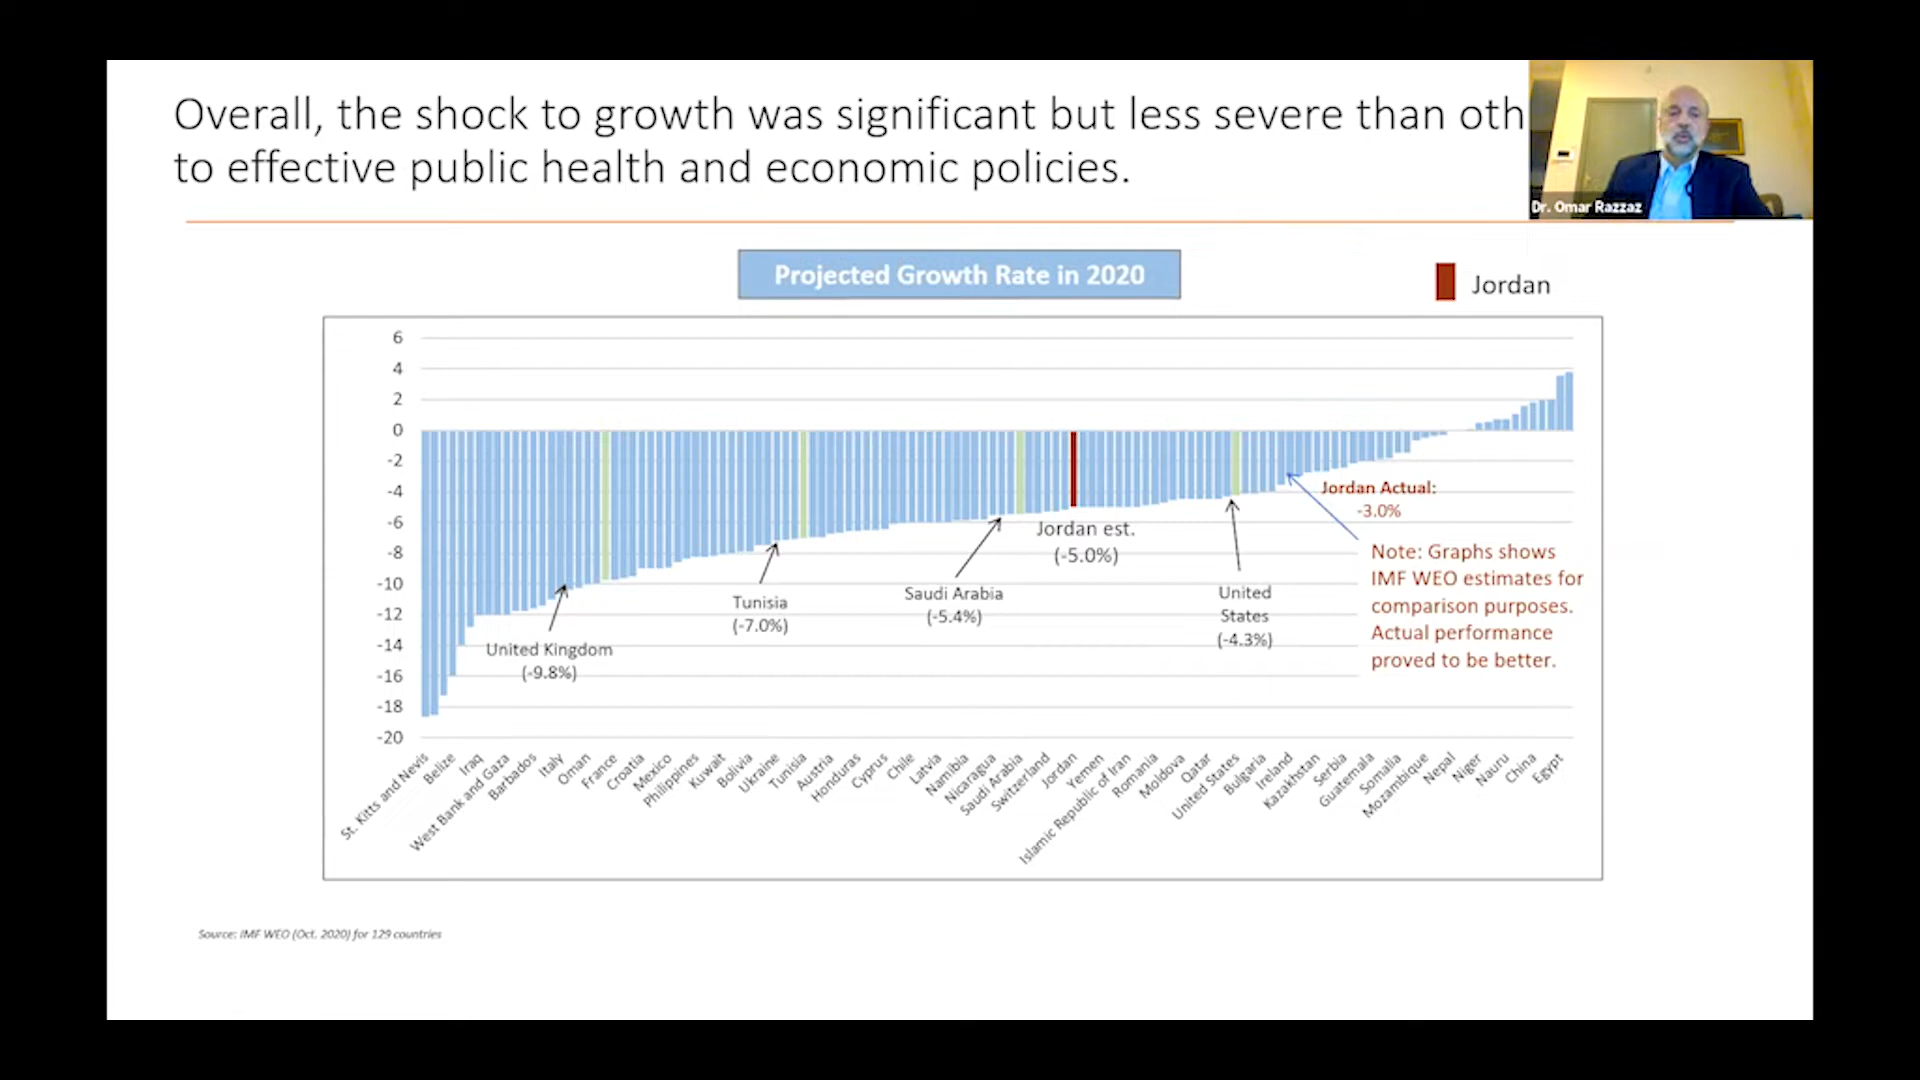 Overall, the shock to growth was significant but less severe than oth
to effective public health and economic policies.
Dr. Omar Razzaz
Projected Growth Rate in 2020
Jordan
6
4
2
0
-2
-4
-6
-8
-10
-12
-14
-16
-18
-20
United Kingdom
(-9.8%)
Tunisia
(-7.0%)
Saudi Arabia
(-5.4%)
Jordan est.
(-5.0%)
United
States
(-4.3%)
Jordan Actual:
-3.0%
Note: Graphs shows
IMF WEO estimates for
comparison purposes.
Actual performance
proved to be better.
St. Kitts and Nevis
Belize
Iraq
West Bank and Gaza
Barbados
Italy
Oman
France
Croatia
Mexico
Philippines
Kuwait
Bolivia
Ukraine
Tunisia
Austria
Honduras
Cyprus
Chile
Latvia
Namibia
Nicaragua
Saudi Arabia
Switzerland
Jordan
Yemen
Islamic Republic of Iran
Romania
Moldova
Qatar
United States
Bulgaria
Ireland
Kazakhstan
Serbia
Guatemala
Somalia
Mozambique
Nepal
Niger
Nauru
China
Egypt
Source: IMF WEO (Oct. 2020) for 129 countries